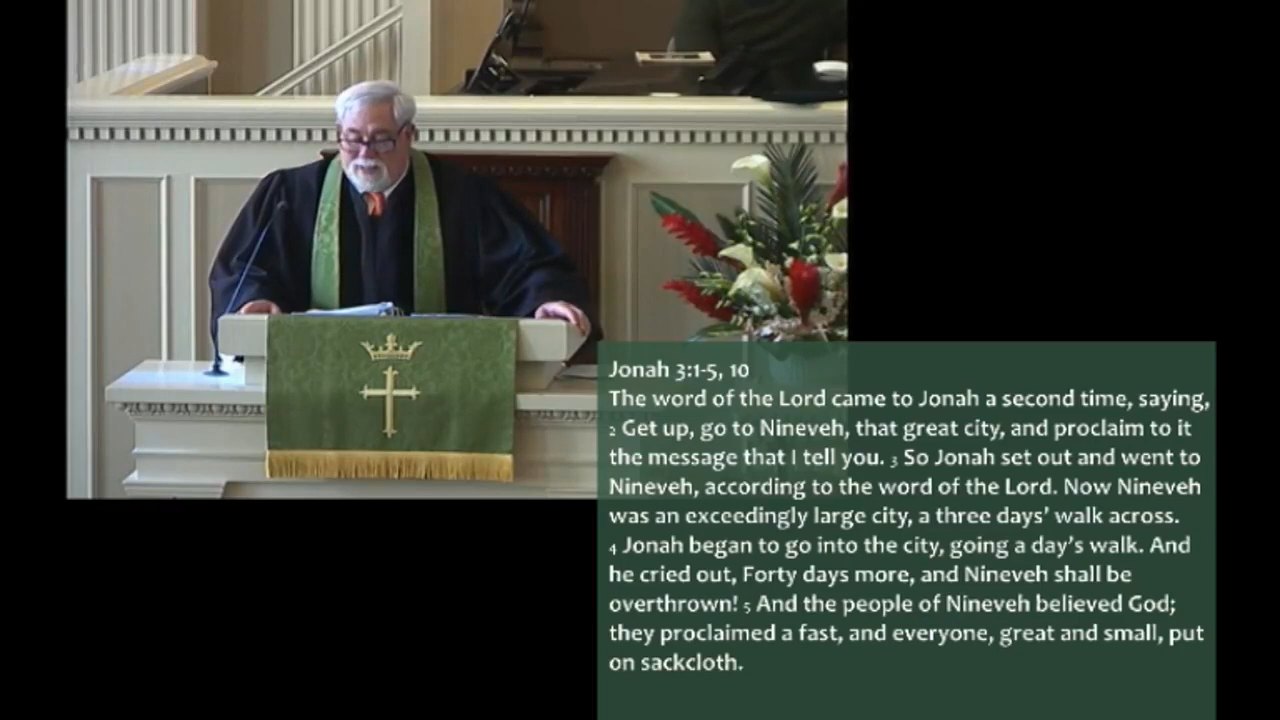 Jonah 3:1-5, 10
The word of the Lord came to Jonah a second time, saying,
2 Get up, go to Nineveh, that great city, and proclaim to it
the message that I tell you. 3 So Jonah set out and went to
Nineveh, according to the word of the Lord. Now Nineveh
was an exceedingly large city, a three days’ walk across.
4 Jonah began to go into the city, going a day’s walk. And
he cried out, Forty days more, and Nineveh shall be
overthrown! 5 And the people of Nineveh believed God;
they proclaimed a fast, and everyone, great and small, put
on sackcloth.